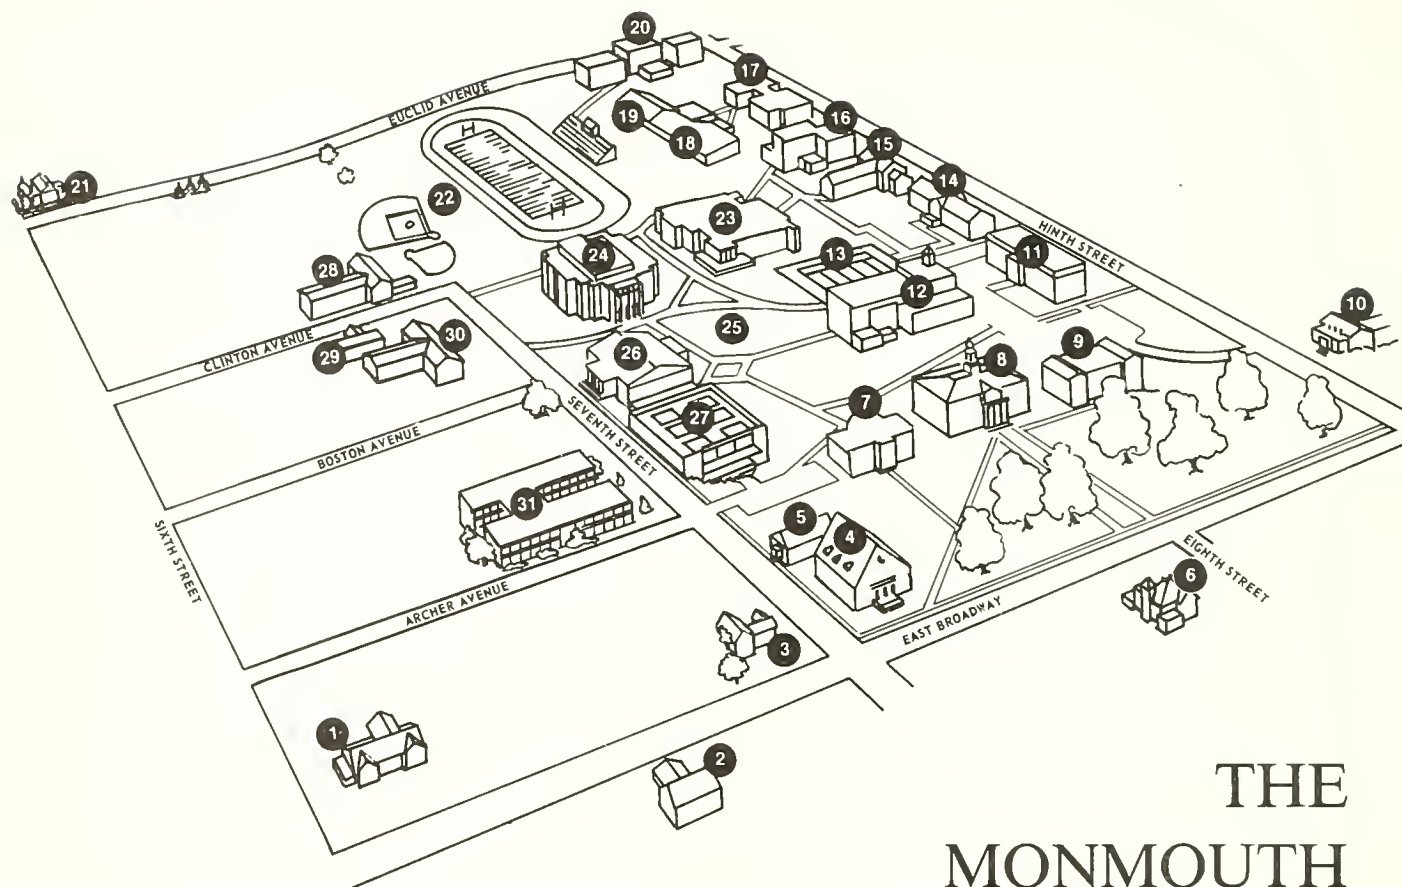 20
17
EUCLID AVENUE
19
16
18
15
21
14
22
23
HINTH STREET
24
13
11
28
12
10
25
CLINTON AVENUE
29
30
26
8
9
7
SEVENTH STREET
27
BOSTON AVENUE
31
5
4
SIXTH STREET
EIGHTH STREET
6
ARCHER AVENUE
EAST BROADWAY
3
1
2
THE
MONMOUTH